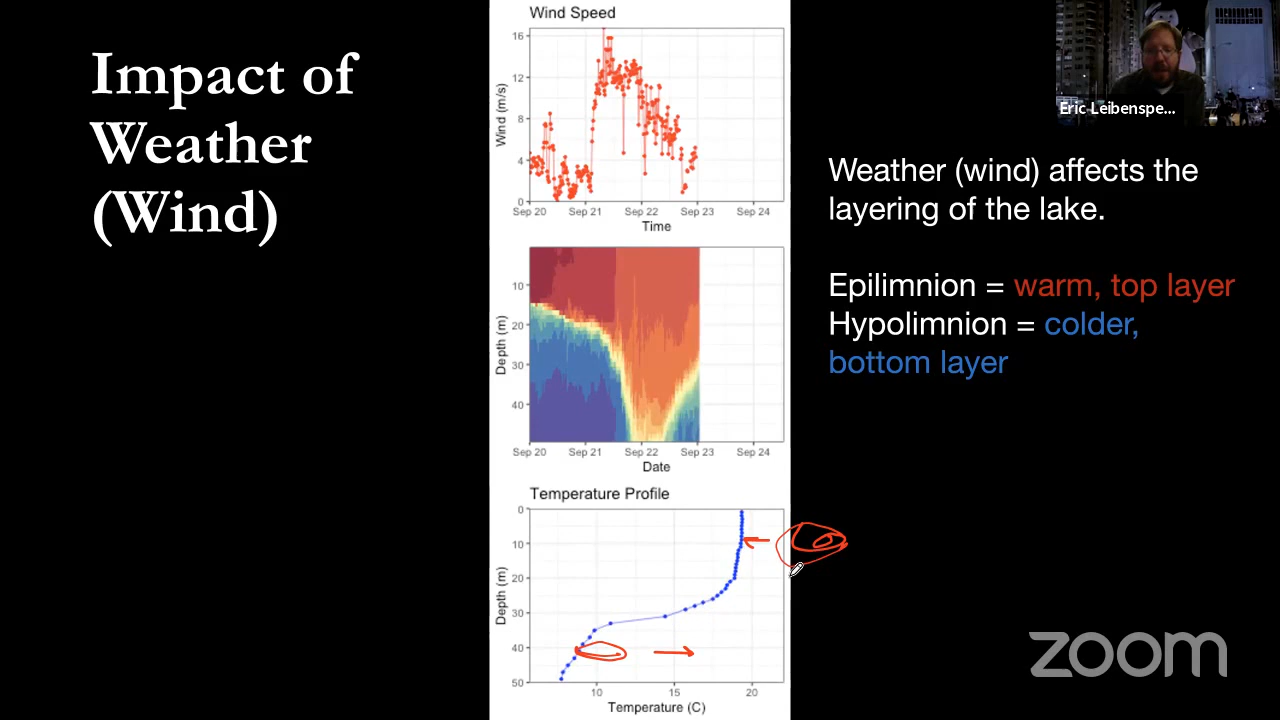 Impact of
Weather
(Wind)
Wind Speed
Wind (m/s)
16
12
8
4
0
Sep 20 Sep 21 Sep 22 Sep 23 Sep 24
Time
Depth (m)
10
20
30
40
Sep 20 Sep 21 Sep 22 Sep 23 Sep 24
Date
Temperature Profile
Depth (m)
0
10
20
30
40
50
10 15 20
Temperature (C)
Eric Leibenspe...
Weather (wind) affects the
layering of the lake.
Epilimnion = warm, top layer
Hypolimnion = colder,
bottom layer
zoom